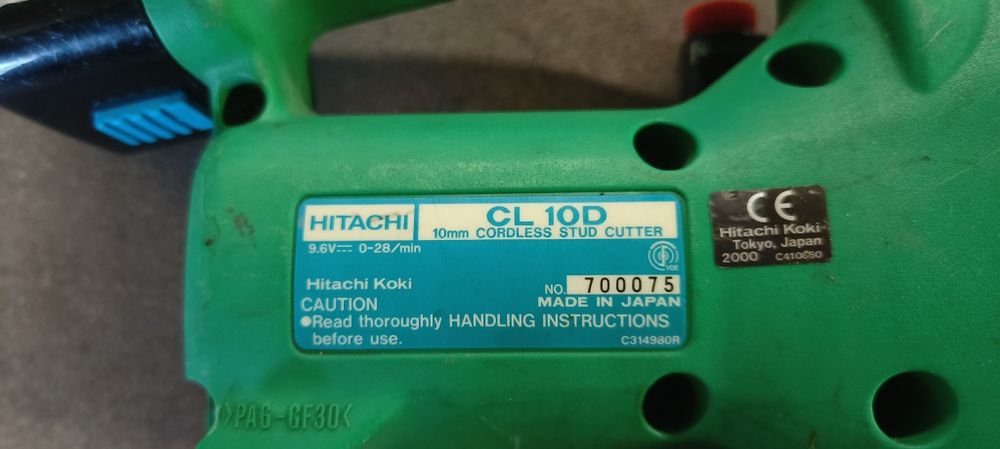 HITACHI
CL 10D
10mm CORDLESS STUD CUTTER
9.6V⎓ 0-28/min
VDE
Hitachi Koki
NO. 700075
CAUTION
MADE IN JAPAN
●Read thoroughly HANDLING INSTRUCTIONS
before use.
C314980R
CE
Hitachi Koki
Tokyo, Japan
2000
>PA6-GF30<